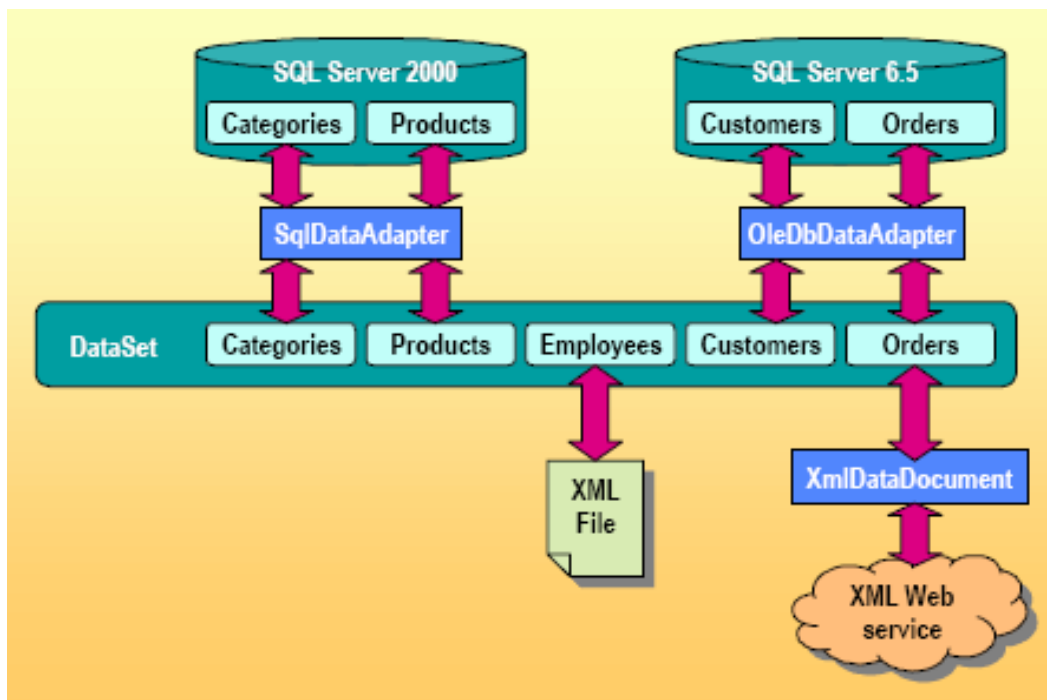 SQL Server 2000
SQL Server 6.5
Categories
Products
Customers
Orders
SqlDataAdapter
OleDbDataAdapter
DataSet
Categories
Products
Employees
Customers
Orders
XML
File
XmlDataDocument
XML Web
service